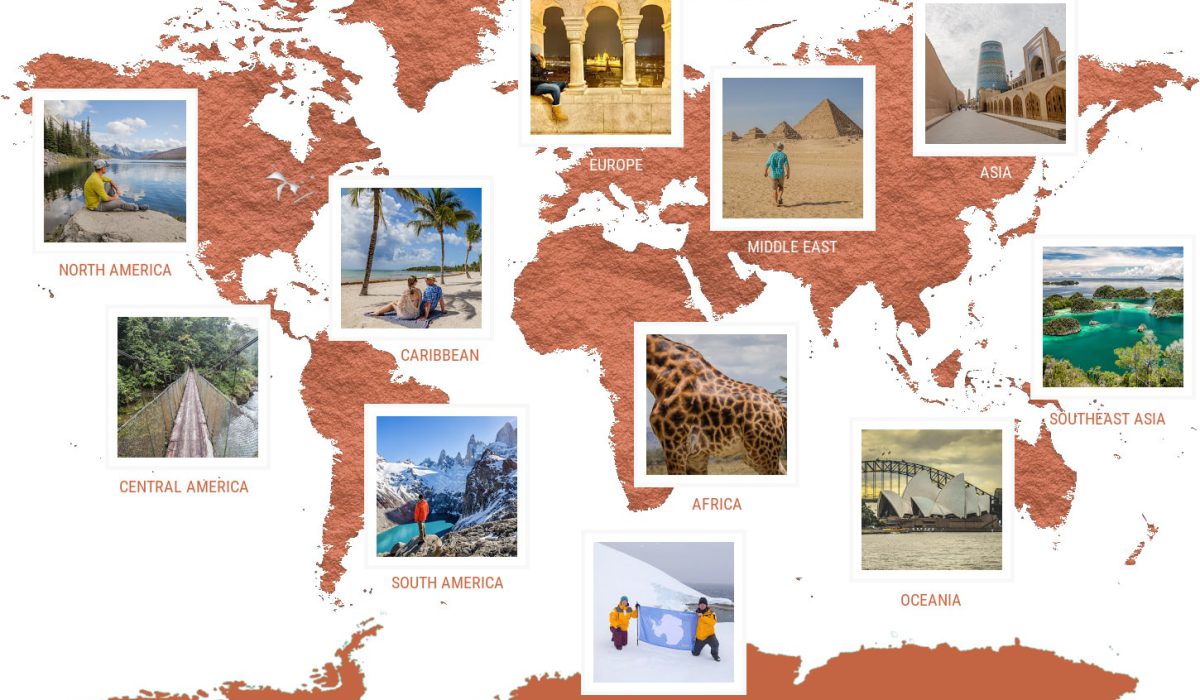 EUROPE
ASIA
MIDDLE EAST
NORTH AMERICA
CARIBBEAN
SOUTHEAST ASIA
CENTRAL AMERICA
AFRICA
SOUTH AMERICA
OCEANIA